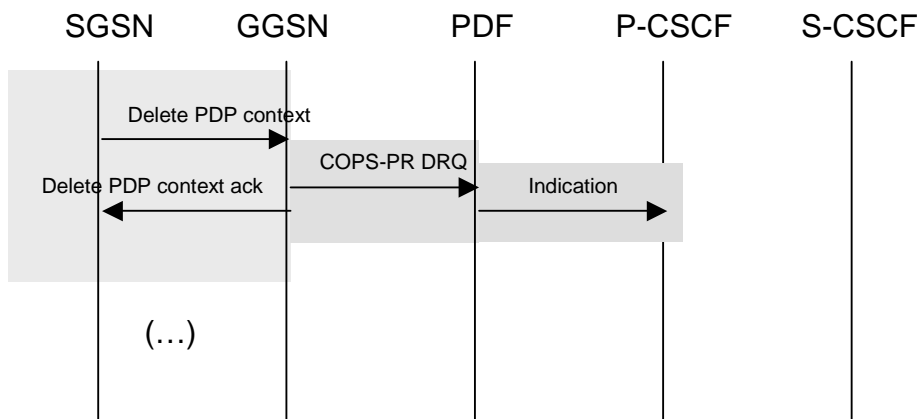 SGSN GGSN PDF P-CSCF S-CSCF
Delete PDP context
COPS-PR DRQ
Delete PDP context ack Indication
(…)